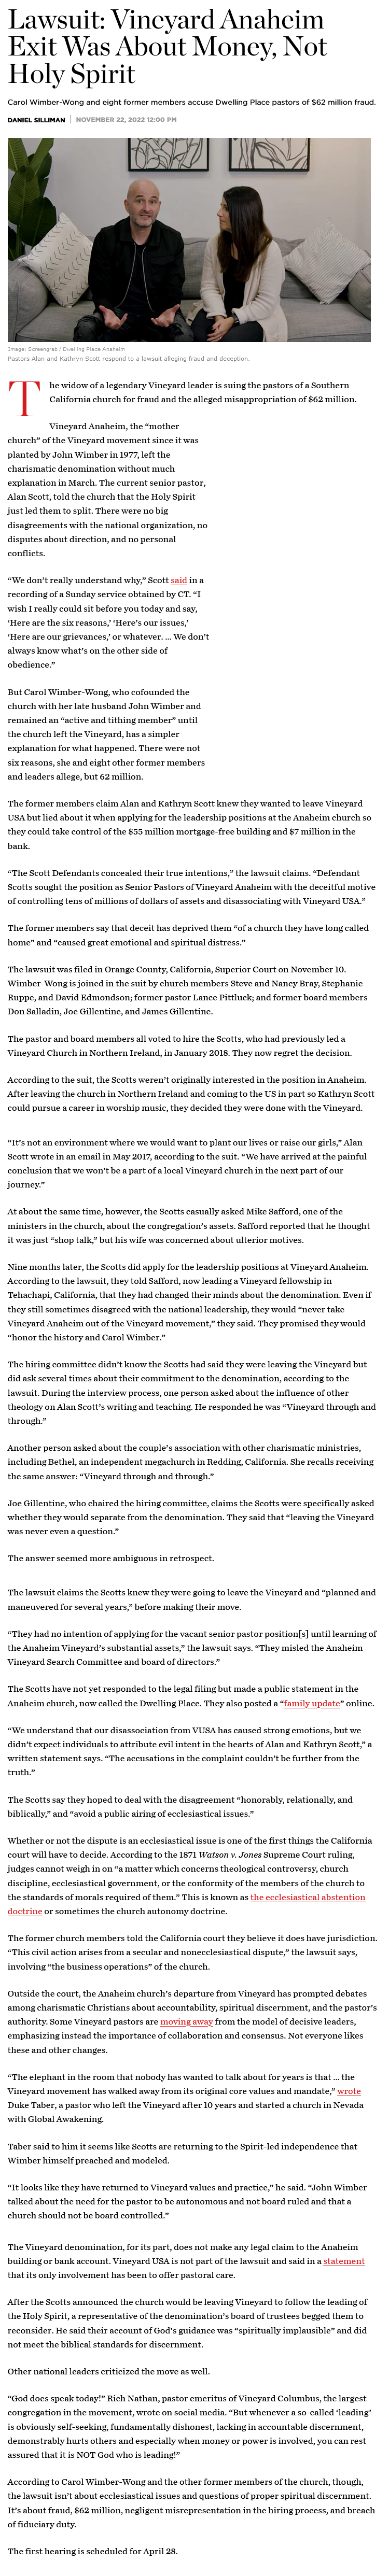 Lawsuit: Vineyard Anaheim
Exit Was About Money, Not
Holy Spirit
Carol Wimber-Wong and eight former members accuse Dwelling Place pastors of $62 million fraud.
DANIEL SILLIMAN | NOVEMBER 22, 2022 12:00 PM
Image: Screengrab / Dwelling Place Anaheim
Pastors Alan and Kathryn Scott respond to a lawsuit alleging fraud and deception.
The widow of a legendary Vineyard leader is suing the pastors of a Southern
California church for fraud and the alleged misappropriation of $62 million.
Vineyard Anaheim, the “mother
church” of the Vineyard movement since it was
planted by John Wimber in 1977, left the
charismatic denomination without much
explanation in March. The current senior pastor,
Alan Scott, told the church that the Holy Spirit
just led them to split. There were no big
disagreements with the national organization, no
disputes about direction, and no personal
conflicts.
“We don’t really understand why,” Scott said in a
recording of a Sunday service obtained by CT. “I
wish I really could sit before you today and say,
‘Here are the six reasons,’ ‘Here’s our issues,’
‘Here are our grievances,’ or whatever. … We don’t
always know what’s on the other side of
obedience.”
But Carol Wimber-Wong, who cofounded the
church with her late husband John Wimber and
remained an “active and tithing member” until
the church left the Vineyard, has a simpler
explanation for what happened. There were not
six reasons, she and eight other former members
and leaders allege, but 62 million.
The former members claim Alan and Kathryn Scott knew they wanted to leave Vineyard
USA but lied about it when applying for the leadership positions at the Anaheim church so
they could take control of the $55 million mortgage-free building and $7 million in the
bank.
“The Scott Defendants concealed their true intentions,” the lawsuit claims. “Defendant
Scotts sought the position as Senior Pastors of Vineyard Anaheim with the deceitful motive
of controlling tens of millions of dollars of assets and disassociating with Vineyard USA.”
The former members say that deceit has deprived them “of a church they have long called
home” and “caused great emotional and spiritual distress.”
The lawsuit was filed in Orange County, California, Superior Court on November 10.
Wimber-Wong is joined in the suit by church members Steve and Nancy Bray, Stephanie
Ruppe, and David Edmondson; former pastor Lance Pittluck; and former board members
Don Salladin, Joe Gillentine, and James Gillentine.
The pastor and board members all voted to hire the Scotts, who had previously led a
Vineyard Church in Northern Ireland, in January 2018. They now regret the decision.
According to the suit, the Scotts weren’t originally interested in the position in Anaheim.
After leaving the church in Northern Ireland and coming to the US in part so Kathryn Scott
could pursue a career in worship music, they decided they were done with the Vineyard.
“It’s not an environment where we would want to plant our lives or raise our girls,” Alan
Scott wrote in an email in May 2017, according to the suit. “We have arrived at the painful
conclusion that we won’t be a part of a local Vineyard church in the next part of our
journey.”
At about the same time, however, the Scotts casually asked Mike Safford, one of the
ministers in the church, about the congregation’s assets. Safford reported that he thought
it was just “shop talk,” but his wife was concerned about ulterior motives.
Nine months later, the Scotts did apply for the leadership positions at Vineyard Anaheim.
According to the lawsuit, they told Safford, now leading a Vineyard fellowship in
Tehachapi, California, that they had changed their minds about the denomination. Even if
they still sometimes disagreed with the national leadership, they would “never take
Vineyard Anaheim out of the Vineyard movement,” they said. They promised they would
“honor the history and Carol Wimber.”
The hiring committee didn’t know the Scotts had said they were leaving the Vineyard but
did ask several times about their commitment to the denomination, according to the
lawsuit. During the interview process, one person asked about the influence of other
theology on Alan Scott’s writing and teaching. He responded he was “Vineyard through and
through.”
Another person asked about the couple’s association with other charismatic ministries,
including Bethel, an independent megachurch in Redding, California. She recalls receiving
the same answer: “Vineyard through and through.”
Joe Gillentine, who chaired the hiring committee, claims the Scotts were specifically asked
whether they would separate from the denomination. They said that “leaving the Vineyard
was never even a question.”
The answer seemed more ambiguous in retrospect.
The lawsuit claims the Scotts knew they were going to leave the Vineyard and “planned and
maneuvered for several years,” before making their move.
“They had no intention of applying for the vacant senior pastor position[s] until learning of
the Anaheim Vineyard’s substantial assets,” the lawsuit says. “They misled the Anaheim
Vineyard Search Committee and board of directors.”
The Scotts have not yet responded to the legal filing but made a public statement in the
Anaheim church, now called the Dwelling Place. They also posted a “family update” online.
“We understand that our disassociation from VUSA has caused strong emotions, but we
didn’t expect individuals to attribute evil intent in the hearts of Alan and Kathryn Scott,” a
written statement says. “The accusations in the complaint couldn’t be further from the
truth.”
The Scotts say they hoped to deal with the disagreement “honorably, relationally, and
biblically,” and “avoid a public airing of ecclesiastical issues.”
Whether or not the dispute is an ecclesiastical issue is one of the first things the California
court will have to decide. According to the 1871 Watson v. Jones Supreme Court ruling,
judges cannot weigh in on “a matter which concerns theological controversy, church
discipline, ecclesiastical government, or the conformity of the members of the church to
the standards of morals required of them.” This is known as the ecclesiastical abstention
doctrine or sometimes the church autonomy doctrine.
The former church members told the California court they believe it does have jurisdiction.
“This civil action arises from a secular and nonecclesiastical dispute,” the lawsuit says,
involving “the business operations” of the church.
Outside the court, the Anaheim church’s departure from Vineyard has prompted debates
among charismatic Christians about accountability, spiritual discernment, and the pastor’s
authority. Some Vineyard pastors are moving away from the model of decisive leaders,
emphasizing instead the importance of collaboration and consensus. Not everyone likes
these and other changes.
“The elephant in the room that nobody has wanted to talk about for years is that … the
Vineyard movement has walked away from its original core values and mandate,” wrote
Duke Taber, a pastor who left the Vineyard after 10 years and started a church in Nevada
with Global Awakening.
Taber said to him it seems like Scotts are returning to the Spirit-led independence that
Wimber himself preached and modeled.
“It looks like they have returned to Vineyard values and practice,” he said. “John Wimber
talked about the need for the pastor to be autonomous and not board ruled and that a
church should not be board controlled.”
The Vineyard denomination, for its part, does not make any legal claim to the Anaheim
building or bank account. Vineyard USA is not part of the lawsuit and said in a statement
that its only involvement has been to offer pastoral care.
After the Scotts announced the church would be leaving Vineyard to follow the leading of
the Holy Spirit, a representative of the denomination’s board of trustees begged them to
reconsider. He said their account of God’s guidance was “spiritually implausible” and did
not meet the biblical standards for discernment.
Other national leaders criticized the move as well.
“God does speak today!” Rich Nathan, pastor emeritus of Vineyard Columbus, the largest
congregation in the movement, wrote on social media. “But whenever a so-called ‘leading’
is obviously self-seeking, fundamentally dishonest, lacking in accountable discernment,
demonstrably hurts others and especially when money or power is involved, you can rest
assured that it is NOT God who is leading!”
According to Carol Wimber-Wong and the other former members of the church, though,
the lawsuit isn’t about ecclesiastical issues and questions of proper spiritual discernment.
It’s about fraud, $62 million, negligent misrepresentation in the hiring process, and breach
of fiduciary duty.
The first hearing is scheduled for April 28.